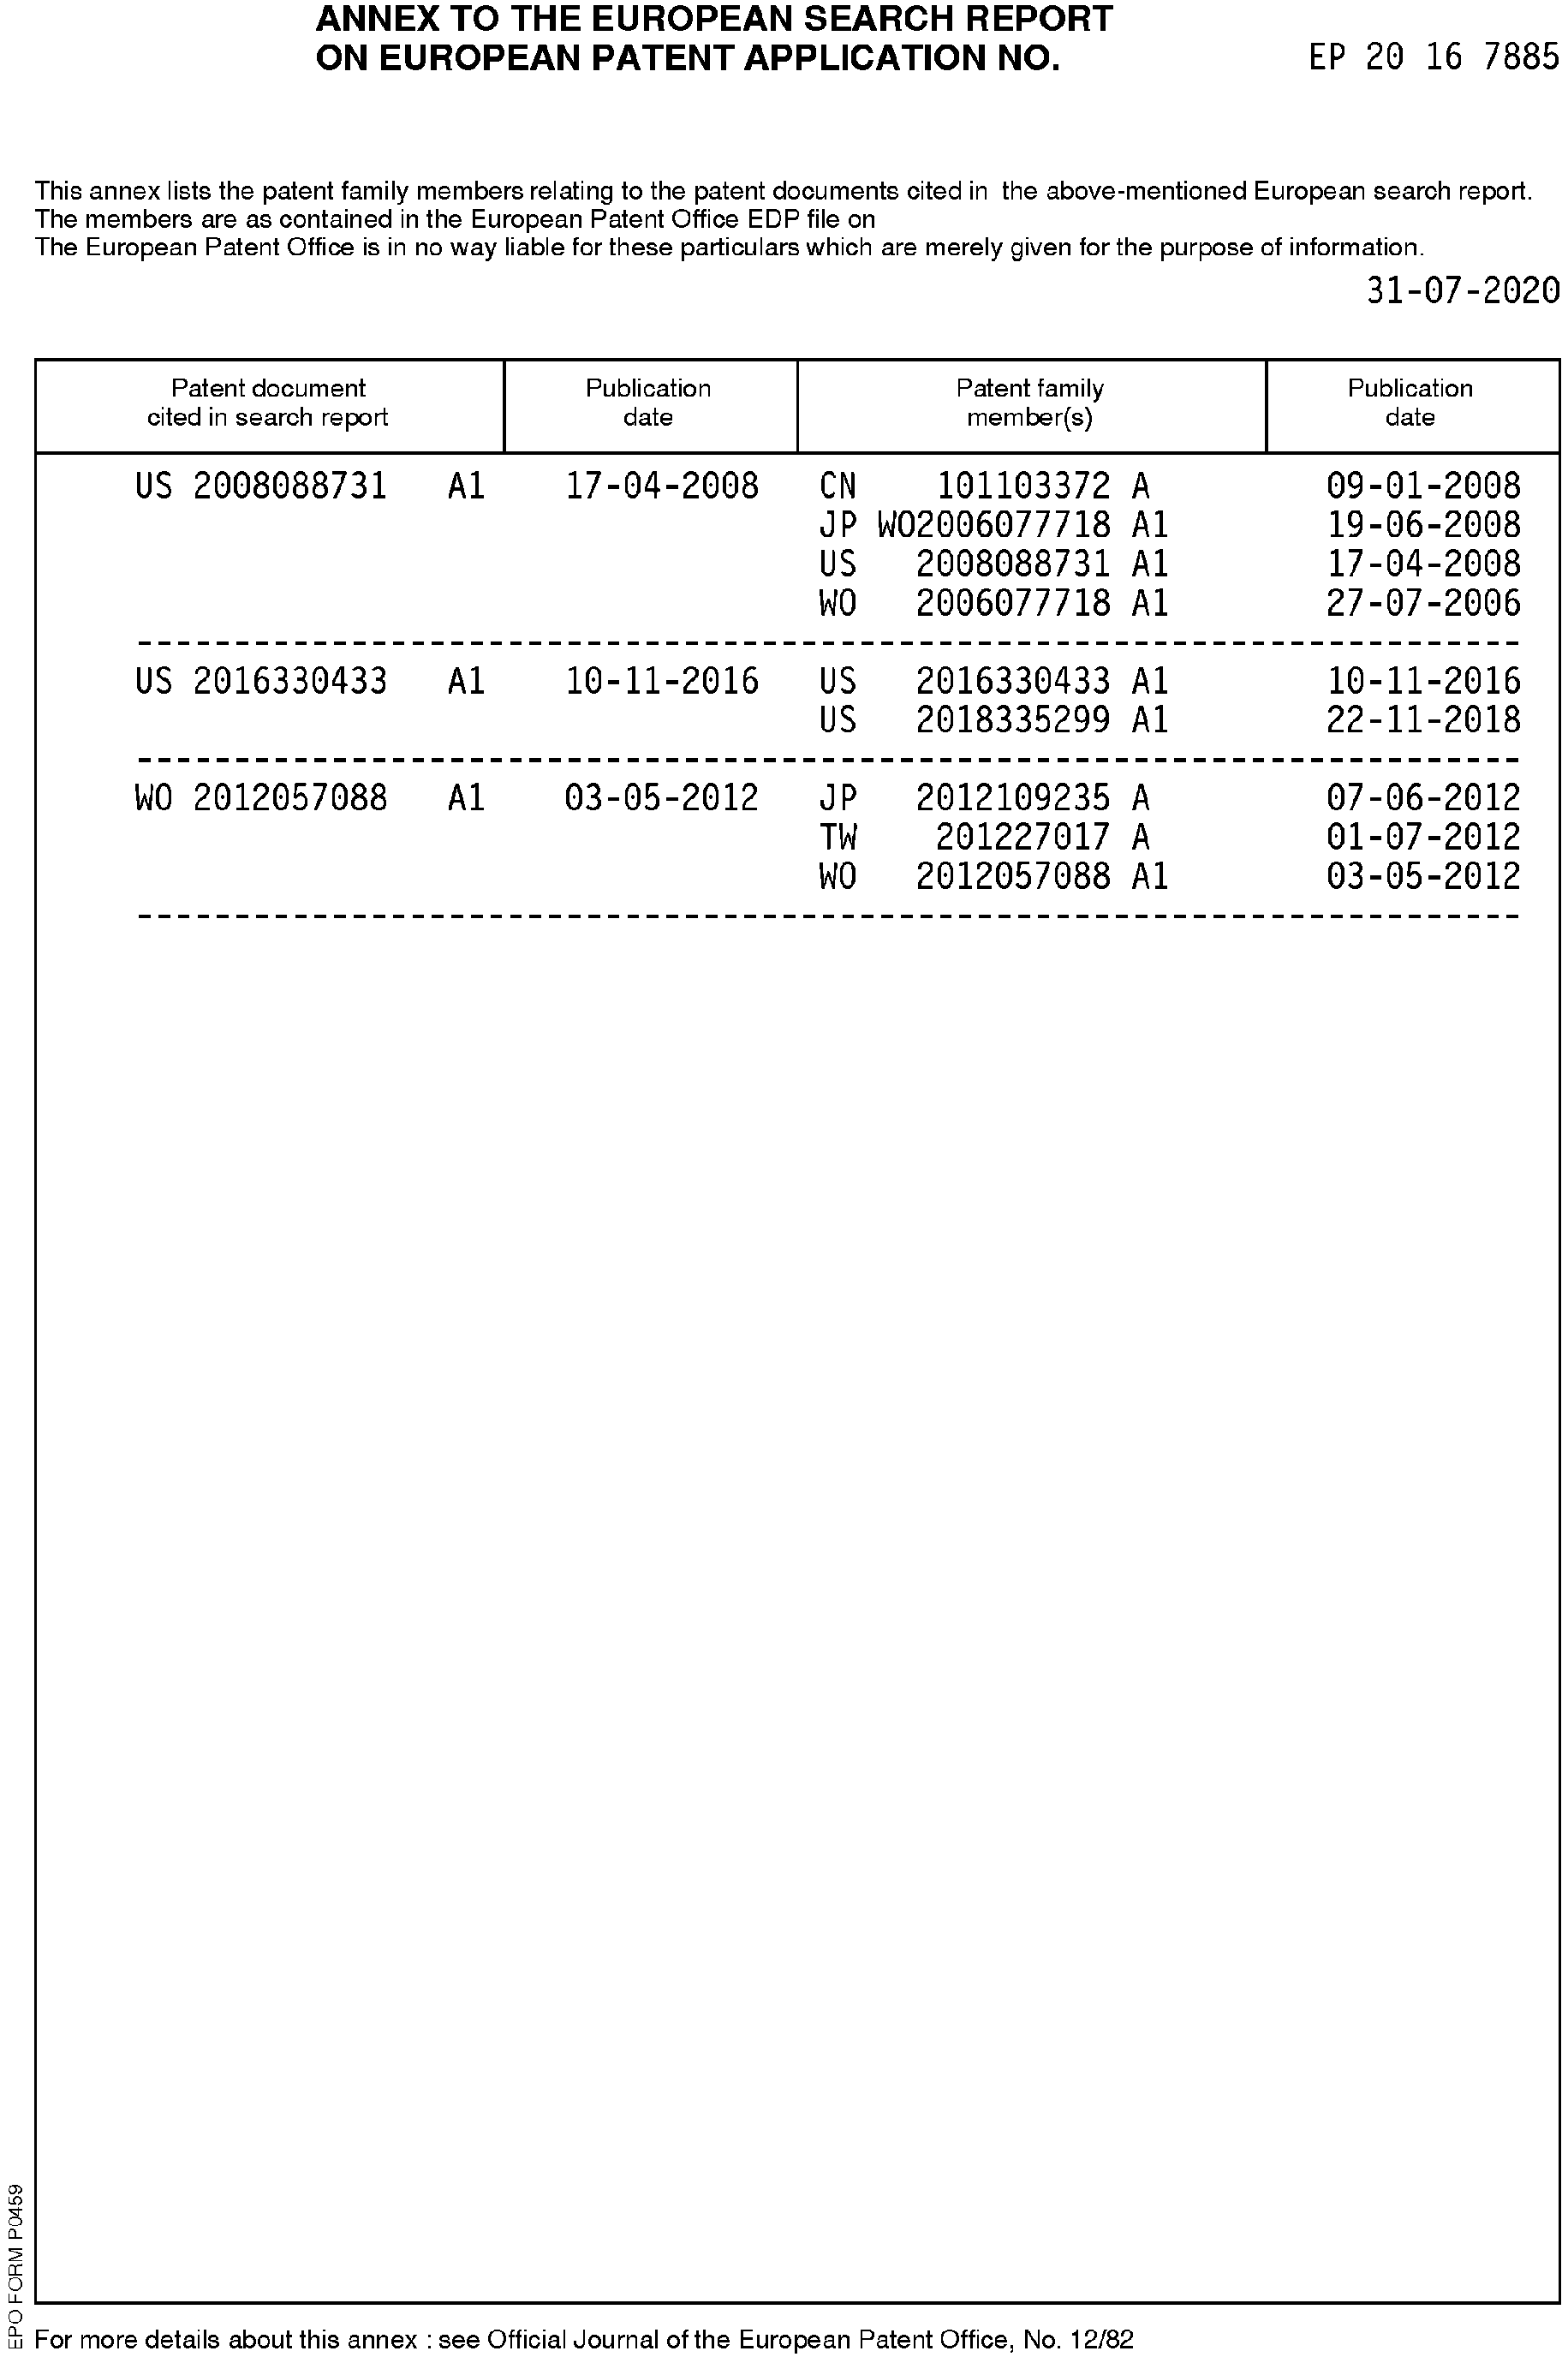 ANNEX TO THE EUROPEAN SEARCH REPORT
ON EUROPEAN PATENT APPLICATION NO. EP 20 16 7885
This annex lists the patent family members relating to the patent documents cited in the above-mentioned European search report.
The members are as contained in the European Patent Office EDP file on
The European Patent Office is in no way liable for these particulars which are merely given for the purpose of information.
31-07-2020
Patent document cited in search report Publication date Patent family member(s) Publication date
US 2008088731 A1 17-04-2008 CN 101103372 A 09-01-2008
JP WO2006077718 A1 19-06-2008
US 2008088731 A1 17-04-2008
WO 2006077718 A1 27-07-2006
US 2016330433 A1 10-11-2016 US 2016330433 A1 10-11-2016
US 2018335299 A1 22-11-2018
WO 2012057088 A1 03-05-2012 JP 2012109235 A 07-06-2012
TW 201227017 A 01-07-2012
WO 2012057088 A1 03-05-2012
EPO FORM P0459
For more details about this annex : see Official Journal of the European Patent Office, No. 12/82